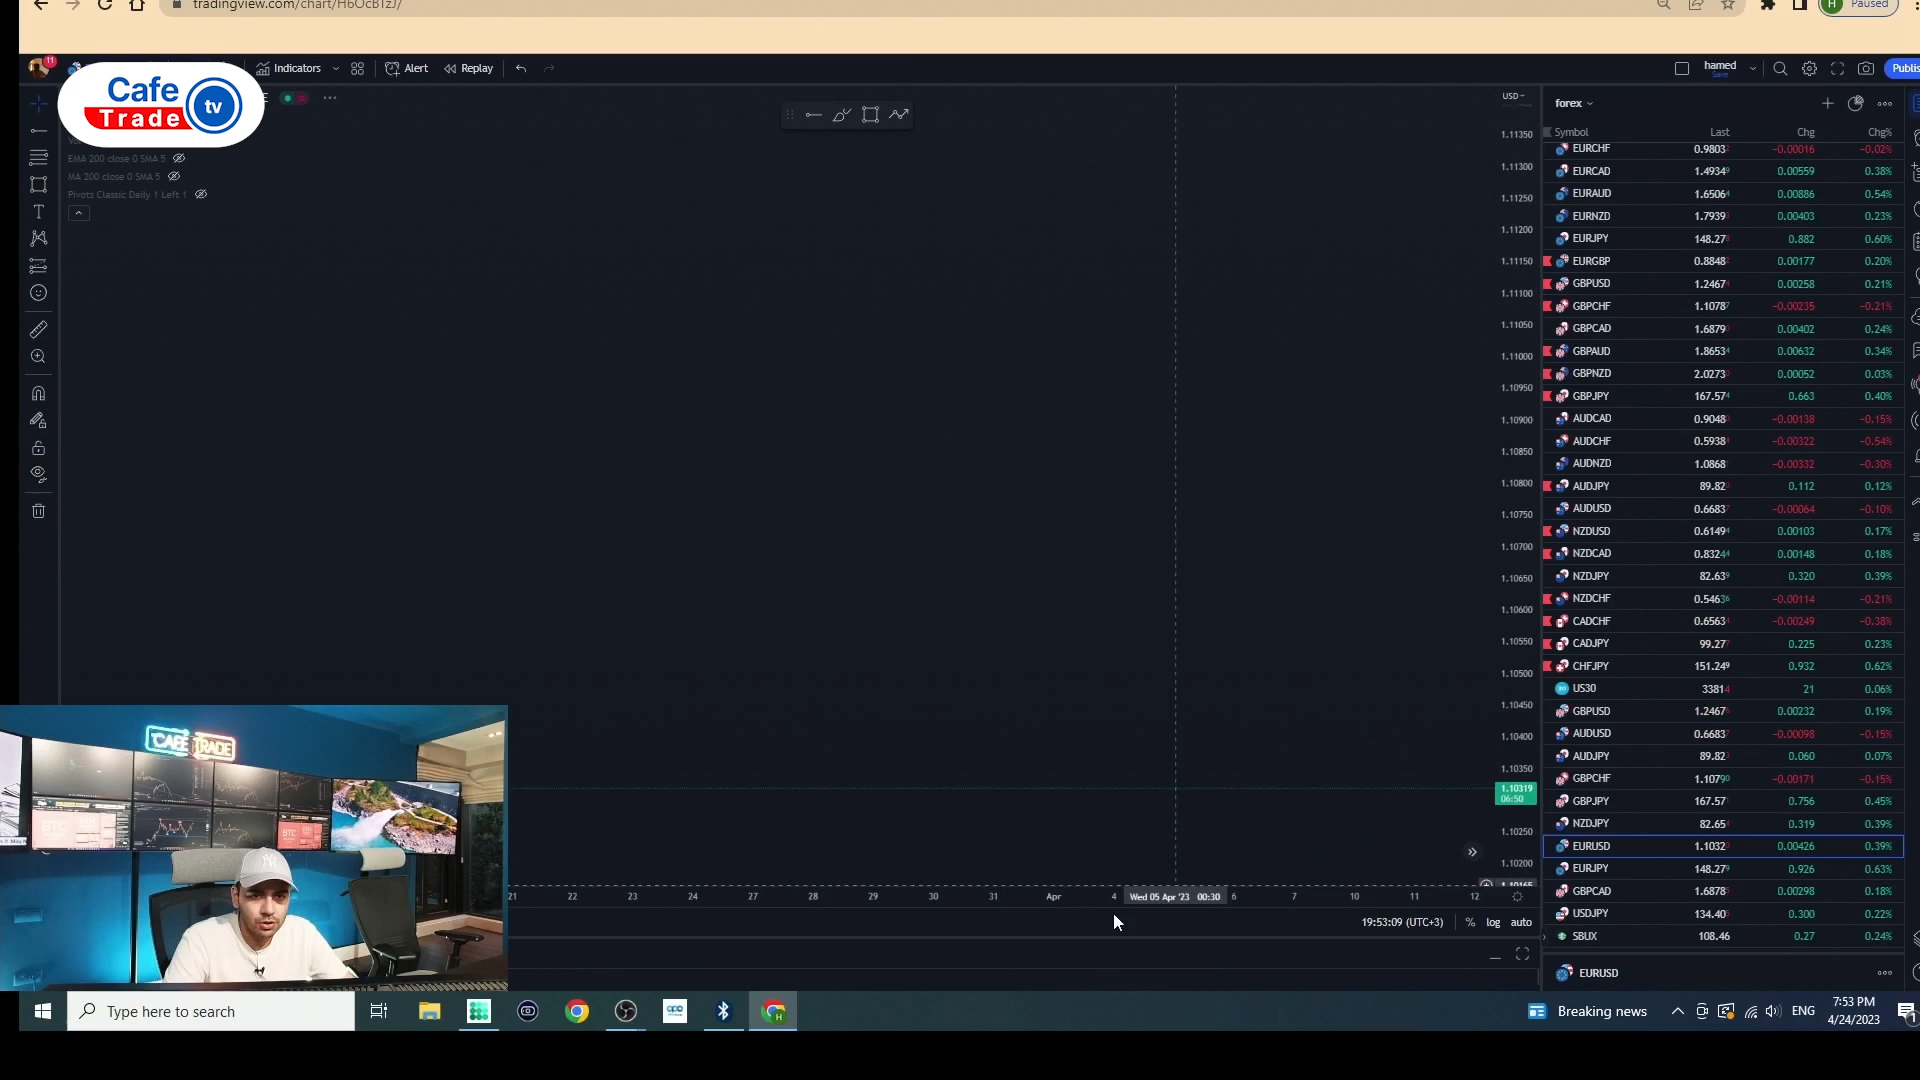 tradingview.com/chart/H6OcB1zJ/
H Paused
11
Indicators
Alert
Replay
hamed
Save
Publis
Cafe
Trade
tv
EMA 200 close 0 SMA 5
MA 200 close 0 SMA 5
Pivots Classic Daily 1 Left 1
USD
1.11350
1.11300
1.11250
1.11200
1.11150
1.11100
1.11050
1.11000
1.10950
1.10900
1.10850
1.10800
1.10750
1.10700
1.10650
1.10600
1.10550
1.10500
1.10450
1.10400
1.10350
1.10319
06:50
1.10250
1.10200
forex
Symbol Last Chg Chg%
EURCHF 0.9803 −0.00016 −0.02%
EURCAD 1.49349 0.00559 0.38%
EURAUD 1.65064 0.00886 0.54%
EURNZD 1.7939 0.00403 0.23%
EURJPY 148.27 0.882 0.60%
EURGBP 0.8848 0.00177 0.20%
GBPUSD 1.2467 0.00258 0.21%
GBPCHF 1.10787 −0.00235 −0.21%
GBPCAD 1.6879 0.00402 0.24%
GBPAUD 1.86534 0.00632 0.34%
GBPNZD 2.0273 0.00052 0.03%
GBPJPY 167.574 0.663 0.40%
AUDCAD 0.9048 −0.00138 −0.15%
AUDCHF 0.5938 −0.00322 −0.54%
AUDNZD 1.0868 −0.00332 −0.30%
AUDJPY 89.82 0.112 0.12%
AUDUSD 0.6683 −0.00064 −0.10%
NZDUSD 0.61494 0.00103 0.17%
NZDCAD 0.83244 0.00148 0.18%
NZDJPY 82.639 0.320 0.39%
NZDCHF 0.54636 −0.00114 −0.21%
CADCHF 0.6563 −0.00249 −0.38%
CADJPY 99.27 0.225 0.23%
CHFJPY 151.249 0.932 0.62%
US30 33814 21 0.06%
GBPUSD 1.2467 0.00232 0.19%
AUDUSD 0.6683 −0.00098 −0.15%
AUDJPY 89.82 0.060 0.07%
GBPCHF 1.10790 −0.00171 −0.15%
GBPJPY 167.57 0.756 0.45%
NZDJPY 82.65 0.319 0.39%
EURUSD 1.1032 0.00426 0.39%
EURJPY 148.279 0.926 0.63%
GBPCAD 1.6878 0.00298 0.18%
USDJPY 134.40 0.300 0.22%
SBUX 108.46 0.27 0.24%
EURUSD
CAFE TRADE
21 22 23 24 27 28 29 30 31 Apr 4 Wed 05 Apr '23 00:30 6 7 10 11 12
19:53:09 (UTC+3) % log auto
Type here to search
Breaking news
ENG
7:53 PM
4/24/2023